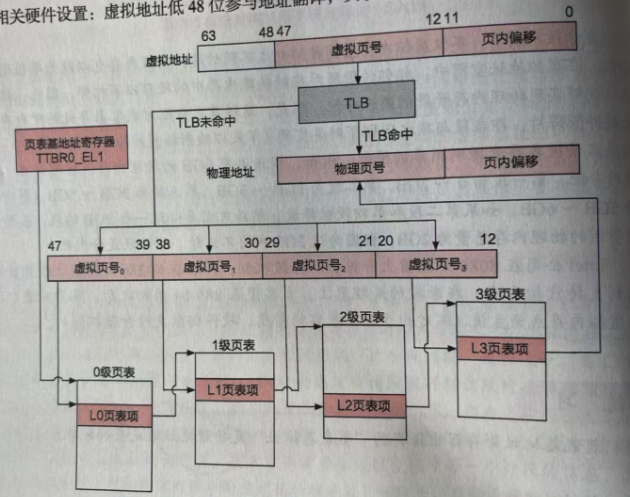 相关硬件设置：虚拟地址低 48 位参与地址翻译，
63 48 47 12 11 0
虚拟地址 虚拟页号 页内偏移
TLB
TLB未命中
TLB命中
页表基地址寄存器
TTBR0_EL1
物理地址 物理页号 页内偏移
47 39 38 30 29 21 20 12
虚拟页号₀ 虚拟页号₁ 虚拟页号₂ 虚拟页号₃
3级页表
2级页表
1级页表
L3页表项
0级页表
L1页表项
L2页表项
L0页表项